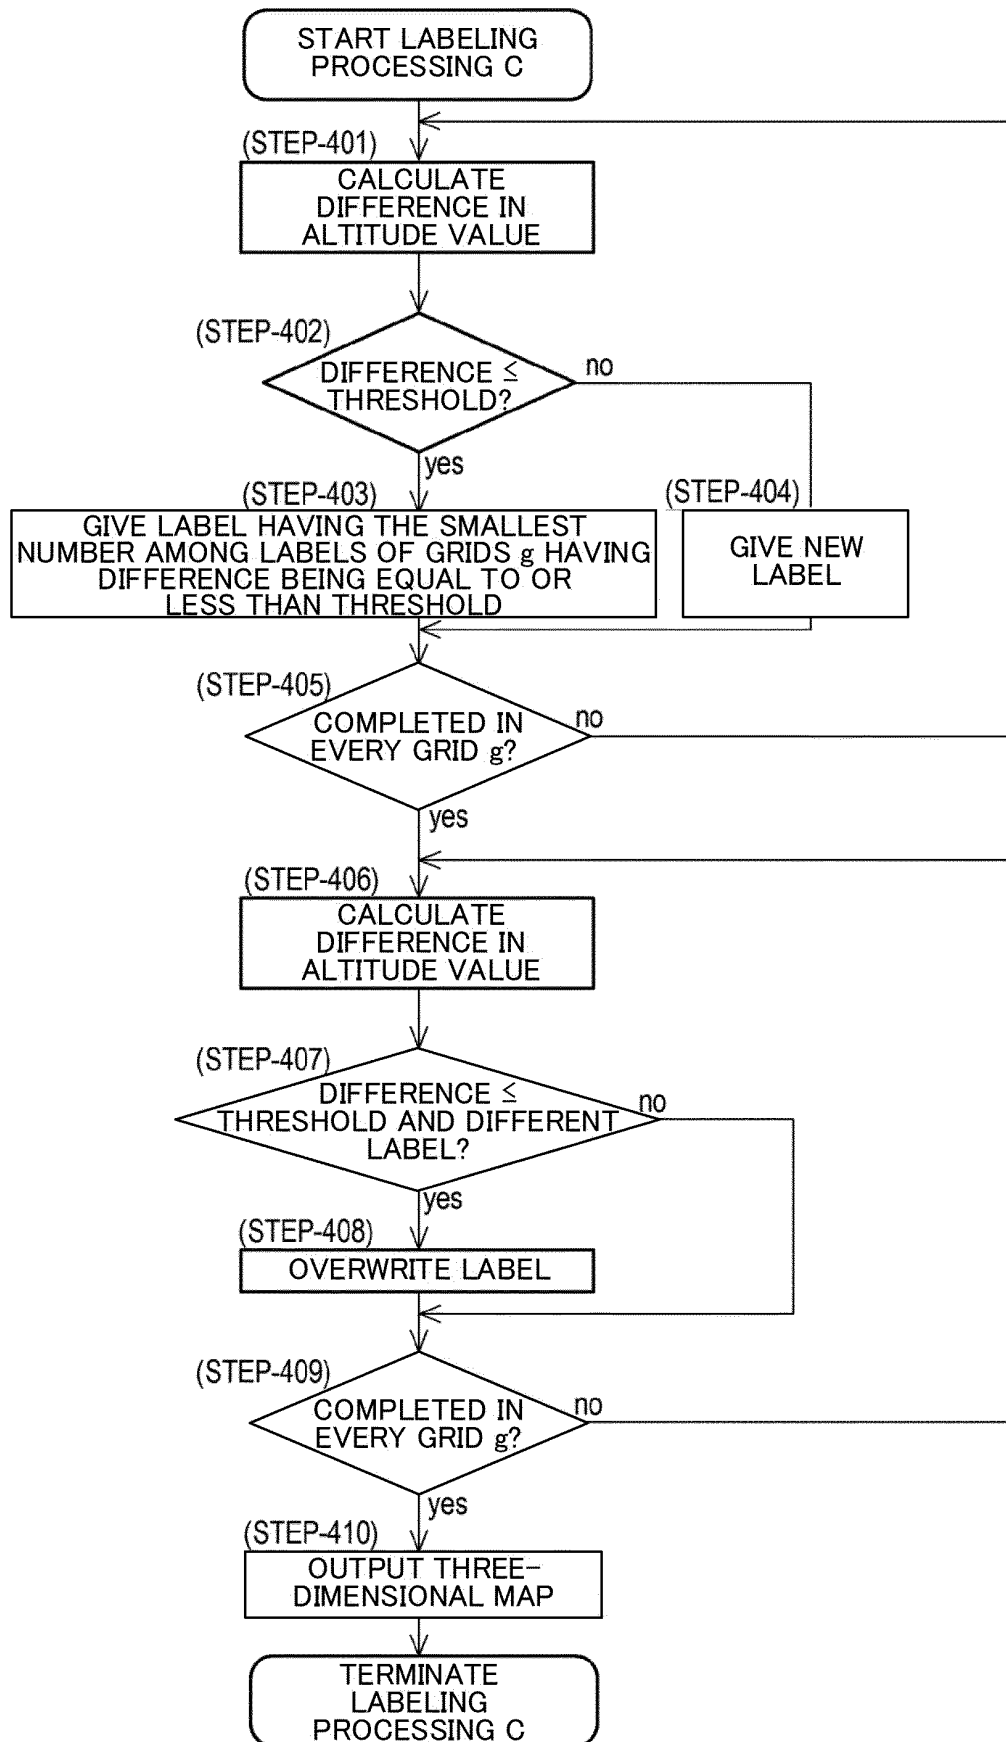 START LABELING
PROCESSING C
(STEP-401)
CALCULATE
DIFFERENCE IN
ALTITUDE VALUE
(STEP-402)
DIFFERENCE ≤
THRESHOLD?
no
yes
(STEP-403)
GIVE LABEL HAVING THE SMALLEST
NUMBER AMONG LABELS OF GRIDS g HAVING
DIFFERENCE BEING EQUAL TO OR
LESS THAN THRESHOLD
(STEP-404)
GIVE NEW
LABEL
(STEP-405)
COMPLETED IN
EVERY GRID g?
no
yes
(STEP-406)
CALCULATE
DIFFERENCE IN
ALTITUDE VALUE
(STEP-407)
DIFFERENCE ≤
THRESHOLD AND DIFFERENT
LABEL?
no
yes
(STEP-408)
OVERWRITE LABEL
(STEP-409)
COMPLETED IN
EVERY GRID g?
no
yes
(STEP-410)
OUTPUT THREE-
DIMENSIONAL MAP
TERMINATE
LABELING
PROCESSING C